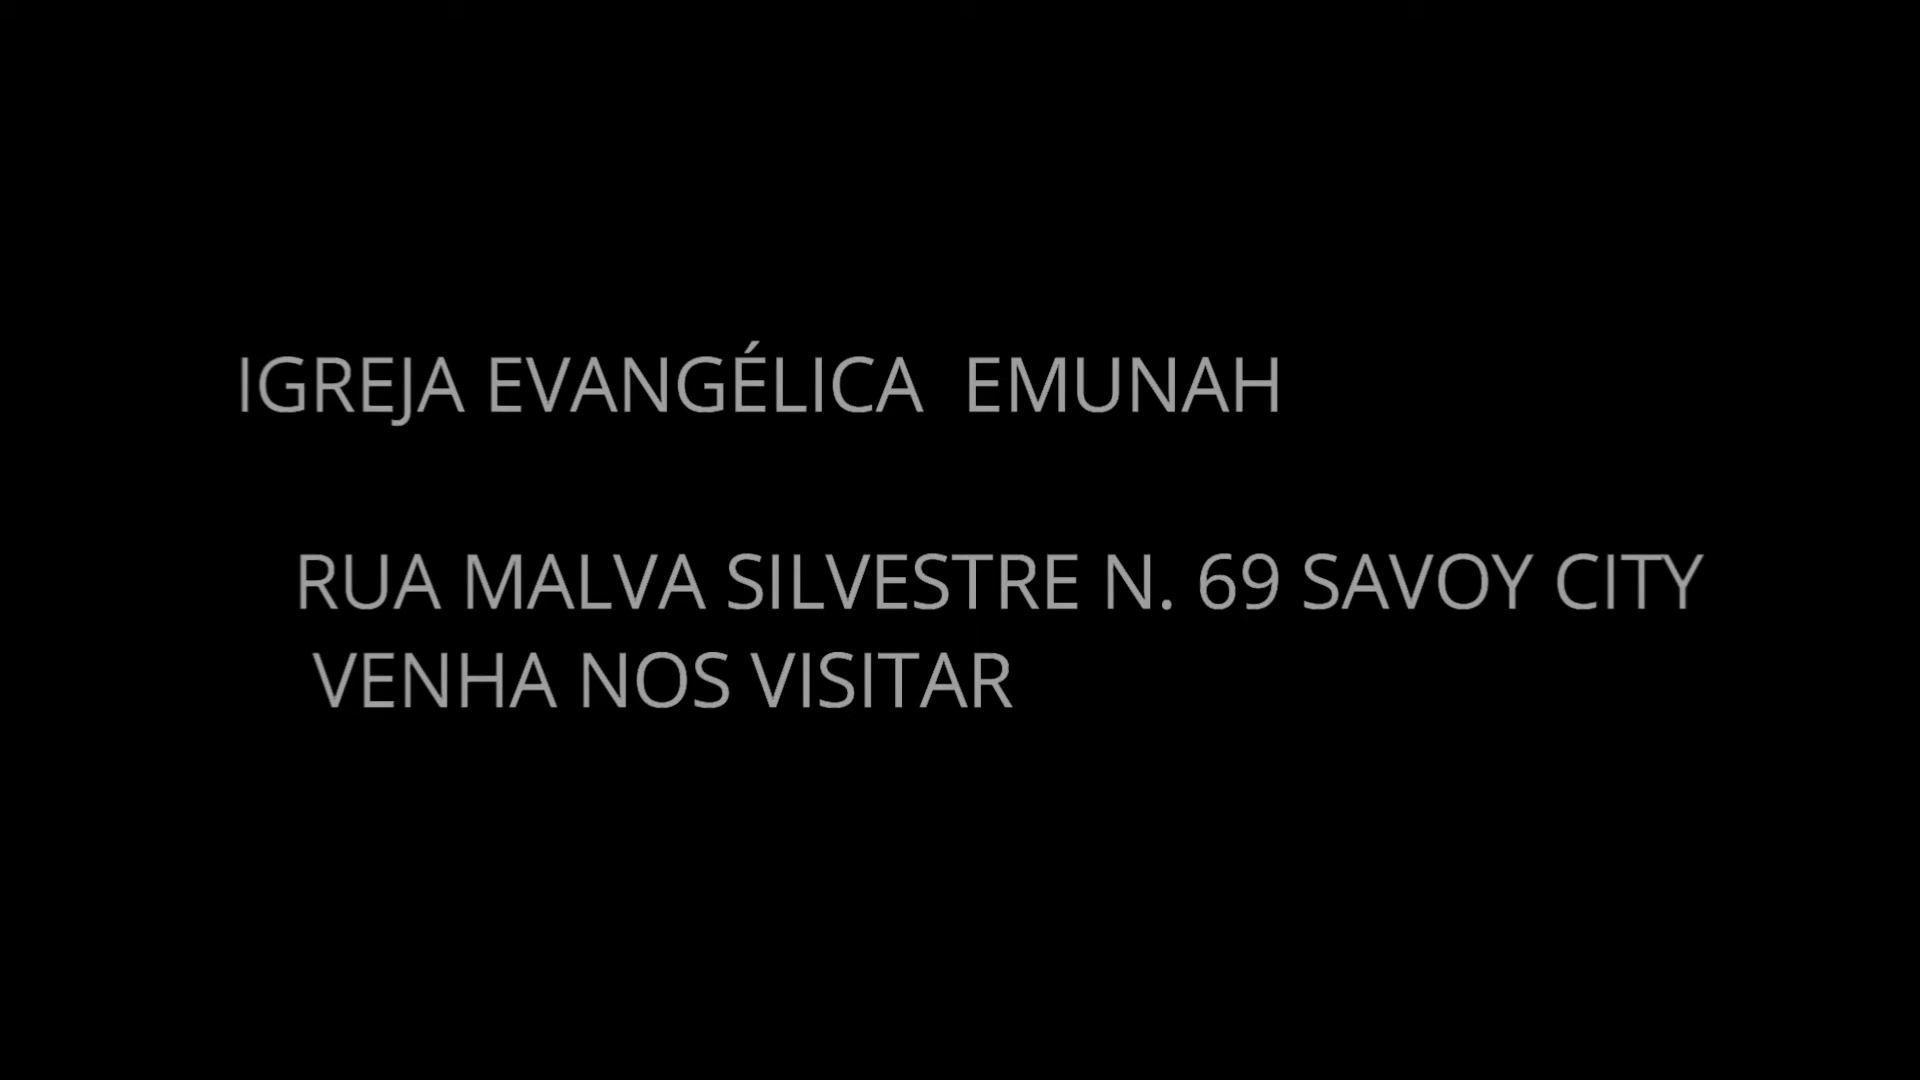 IGREJA EVANGÉLICA  EMUNAH
RUA MALVA SILVESTRE N. 69 SAVOY CITY
VENHA NOS VISITAR